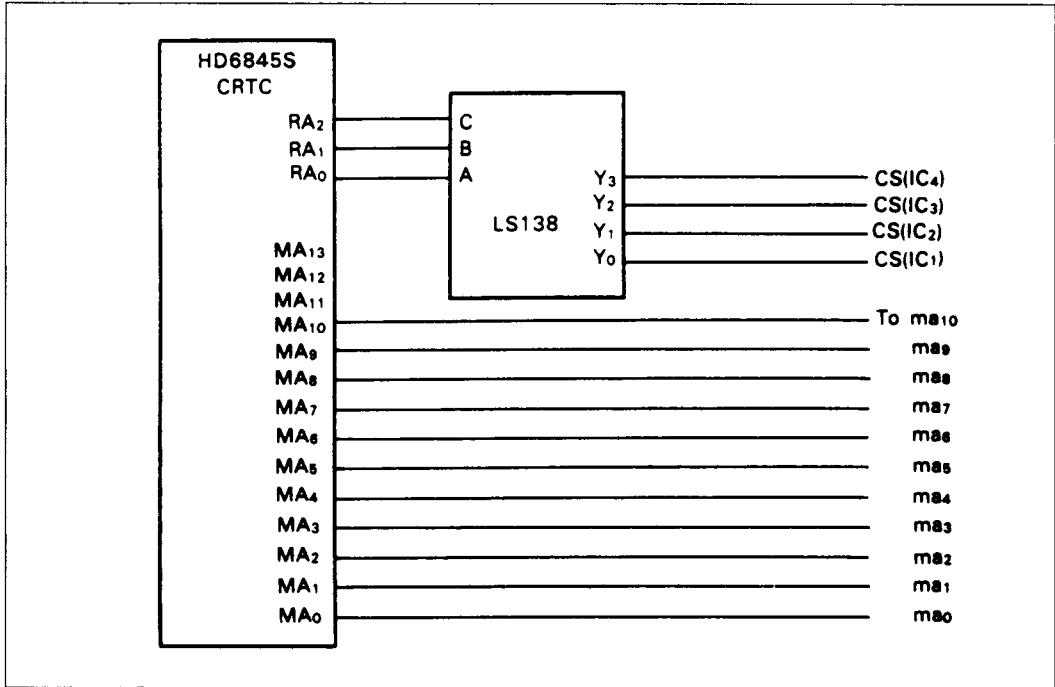 HD6845S
CRTC
RA₂
RA₁
RA₀
C
B
A
LS138
Y₃
Y₂
Y₁
Y₀
CS(IC₄)
CS(IC₃)
CS(IC₂)
CS(IC₁)
MA₁₃
MA₁₂
MA₁₁
MA₁₀
To ma₁₀
MA₉
ma₉
MA₈
ma₈
MA₇
ma₇
MA₆
ma₆
MA₅
ma₅
MA₄
ma₄
MA₃
ma₃
MA₂
ma₂
MA₁
ma₁
MA₀
ma₀